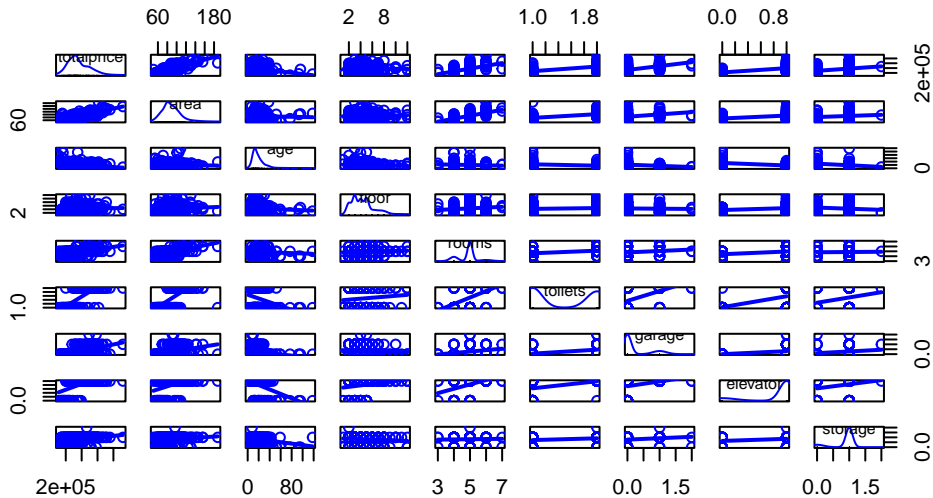 60 180 2 8 1.0 1.8 0.0 0.8
totalprice
2e+05
60
area
age
0
2
floor
rooms
3
1.0
toilets
garage
0.0
0.0
elevator
storage
0.0
2e+05 0 80 3 5 7 0.0 1.5 0.0 1.5